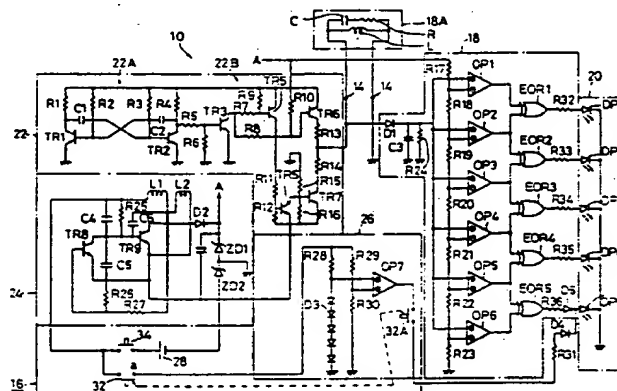 C
18A
10
R
18
22A
22B
A
14
14
20
R1
R2
R3
R4
C1
C2
R5
R6
R7
R8
R9
R10
TR1
TR2
TR3
TR5
TR6
R13
R14
R15
R16
TR7
R11
R12
TR5
22
D1
C3
R24
R17
R18
R19
R20
R21
R22
R23
OP1
OP2
OP3
OP4
OP5
OP6
EOR1
EOR2
EOR3
EOR4
EOR5
R32
R33
R34
R35
R36
D5
D4
R31
L1
L2
A
C4
R25
D2
TR8
TR9
C5
ZD1
ZD2
R26
R27
24
26
R28
R29
R30
OP7
D3
32A
34
28
16
a
32